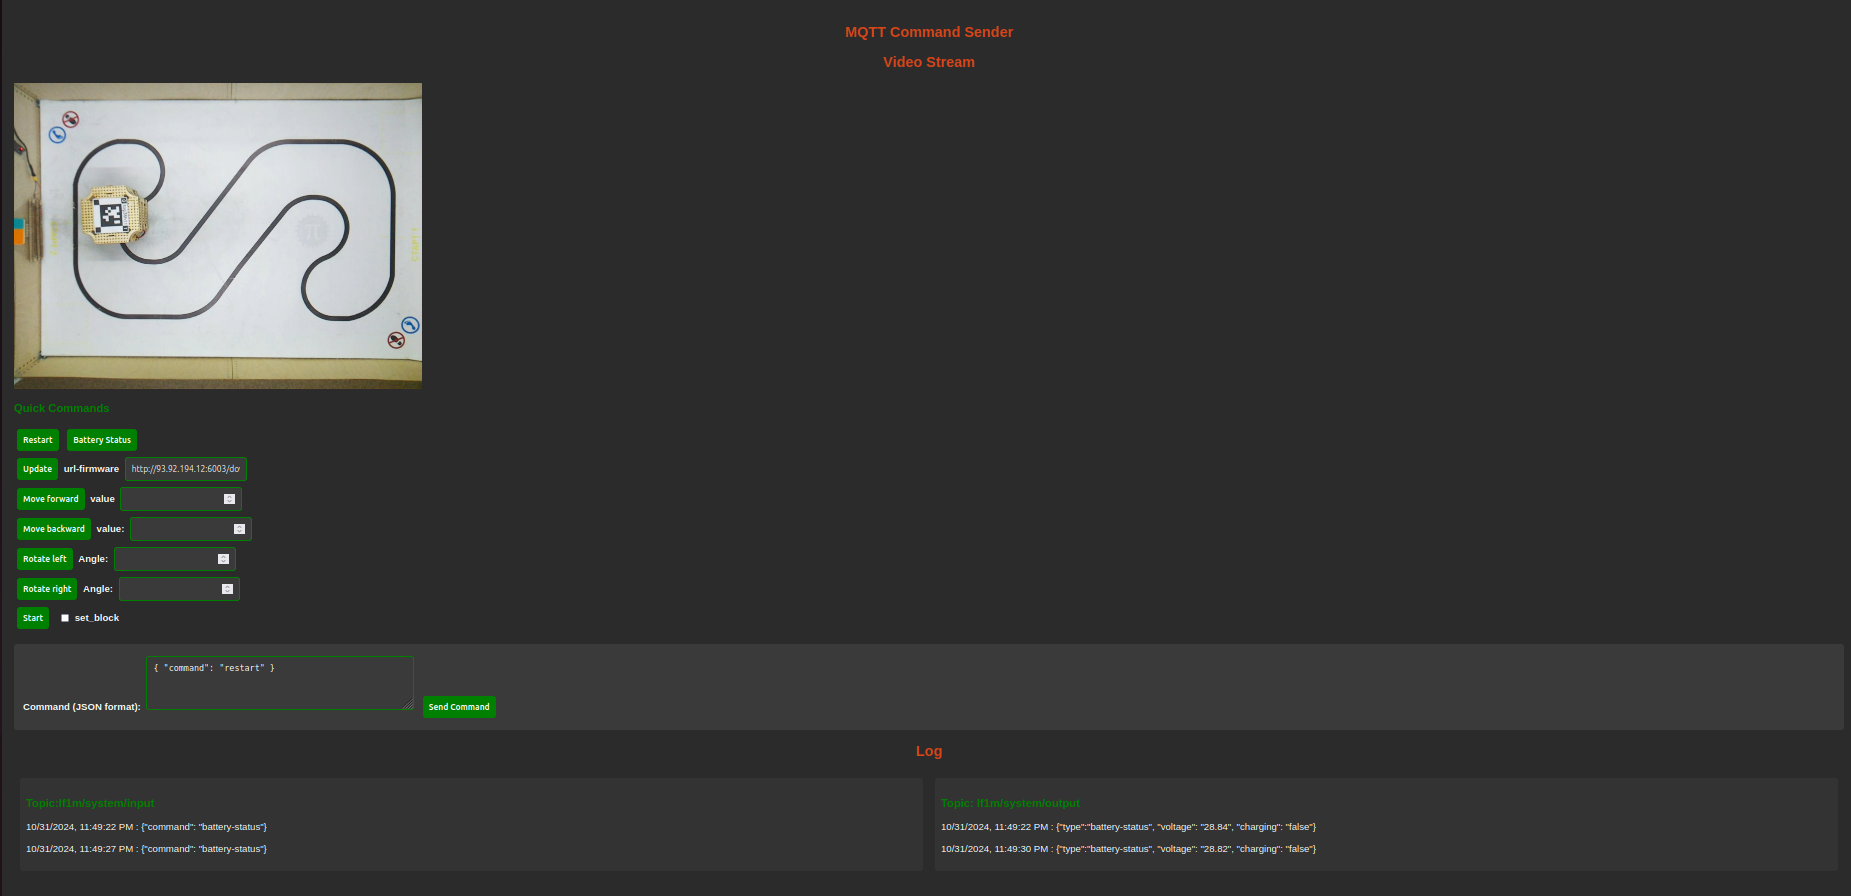 MQTT Command Sender
Video Stream
Quick Commands
Restart Battery Status
Update url-firmware http://93.92.194.12:6003/do
Move forward value
Move backward value:
Rotate left Angle:
Rotate right Angle:
Start set_block
{ "command": "restart" }
Command (JSON format): Send Command
Log
Topic:lf1m/system/input
10/31/2024, 11:49:22 PM : {"command": "battery-status"}
10/31/2024, 11:49:27 PM : {"command": "battery-status"}
Topic: lf1m/system/output
10/31/2024, 11:49:22 PM : {"type":"battery-status", "voltage": "28.84", "charging": "false"}
10/31/2024, 11:49:30 PM : {"type":"battery-status", "voltage": "28.82", "charging": "false"}